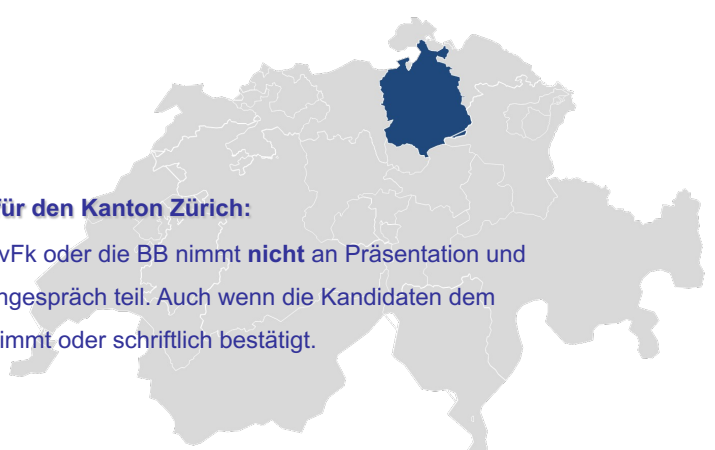 für den Kanton Zürich:
vFk oder die BB nimmt nicht an Präsentation und
ngespräch teil. Auch wenn die Kandidaten dem
immt oder schriftlich bestätigt.